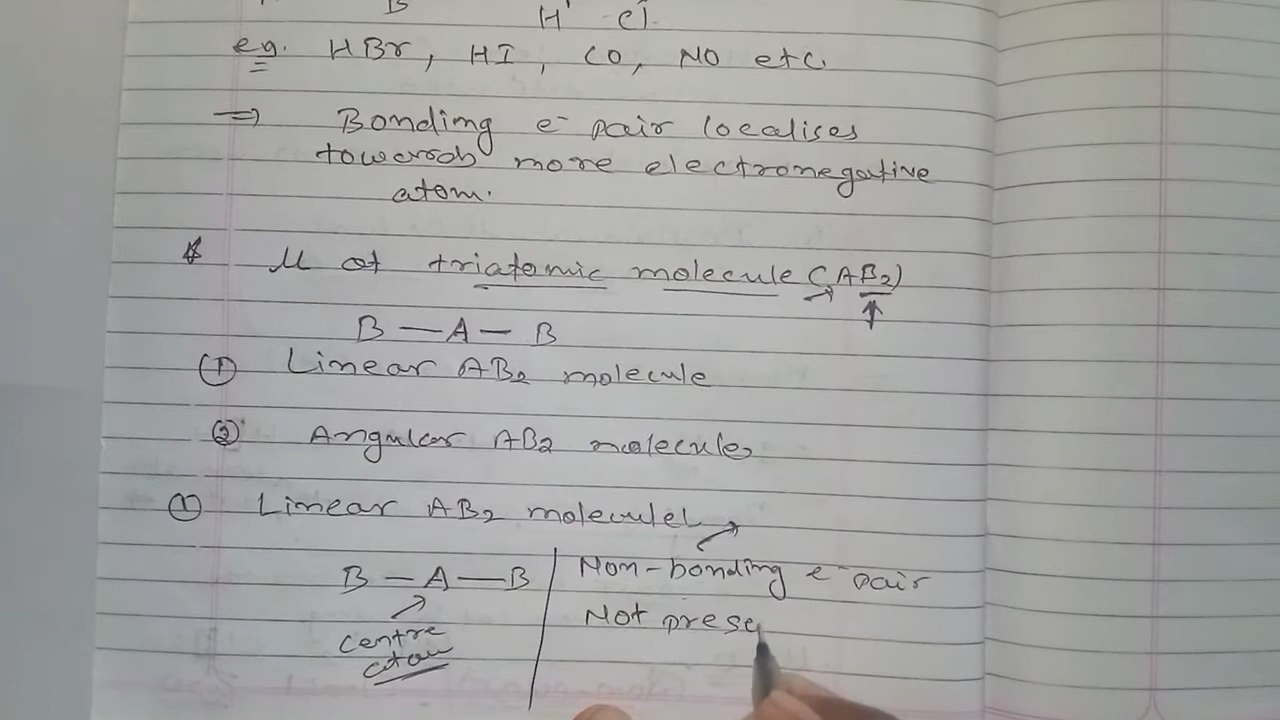 B H Cl
eg. HBr, HI, CO, NO etc.
⇒ Bonding e⁻ pair localises
towards more electronegative
atom.
μ of triatomic molecule (AB₂)
B — A — B
① Linear AB₂ molecule
② Angular AB₂ molecule
① Linear AB₂ molecule
B — A — B Non-bonding e⁻ pair
centre Not prese
atom